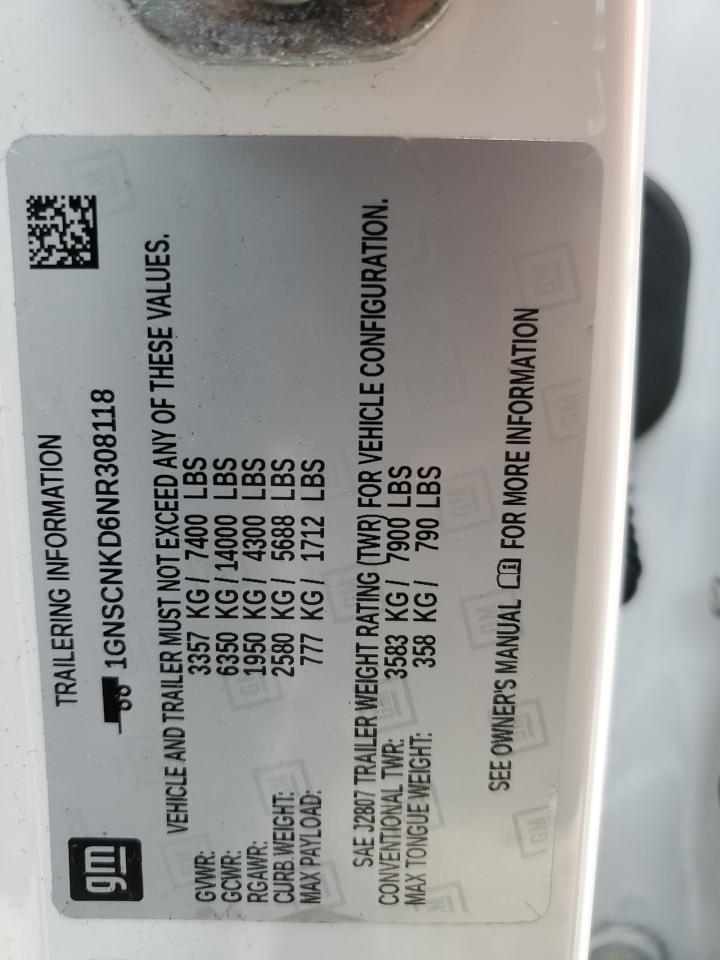 gm
TRAILERING INFORMATION
1GNSCNKD6NR308118
VEHICLE AND TRAILER MUST NOT EXCEED ANY OF THESE VALUES.
GVWR: 3357 KG / 7400 LBS
GCWR: 6350 KG / 14000 LBS
RGAWR: 1950 KG / 4300 LBS
CURB WEIGHT: 2580 KG / 5688 LBS
MAX PAYLOAD: 777 KG / 1712 LBS
SAE J2807 TRAILER WEIGHT RATING (TWR) FOR VEHICLE CONFIGURATION.
CONVENTIONAL TWR: 3583 KG / 7900 LBS
MAX TONGUE WEIGHT: 358 KG / 790 LBS
SEE OWNER'S MANUAL FOR MORE INFORMATION